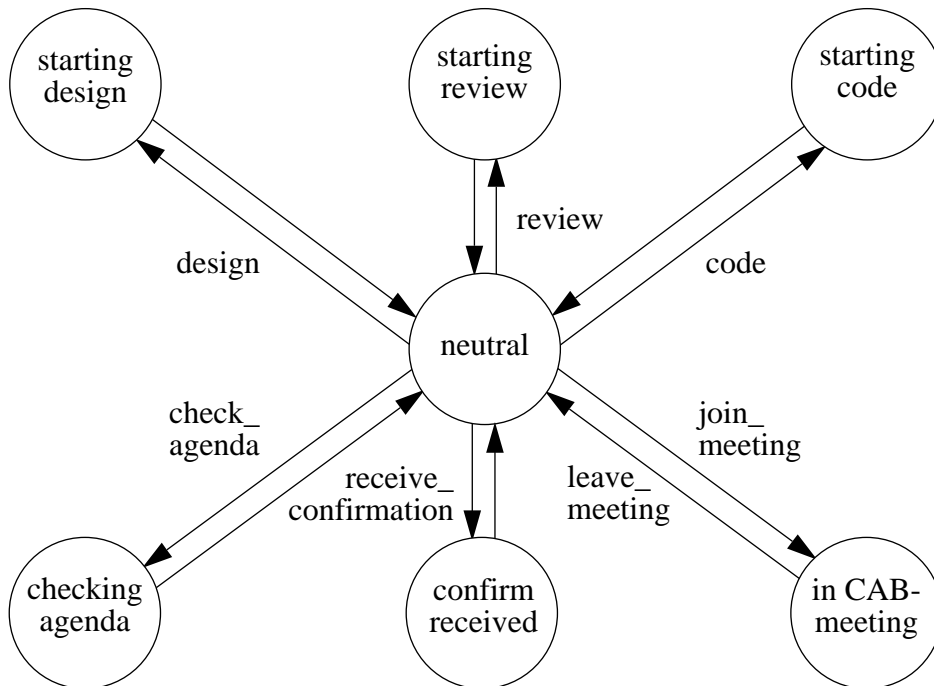 starting
design
starting
review
starting
code
review
design
code
neutral
check_
agenda
join_
meeting
receive_
confirmation
leave_
meeting
checking
agenda
confirm
received
in CAB-
meeting